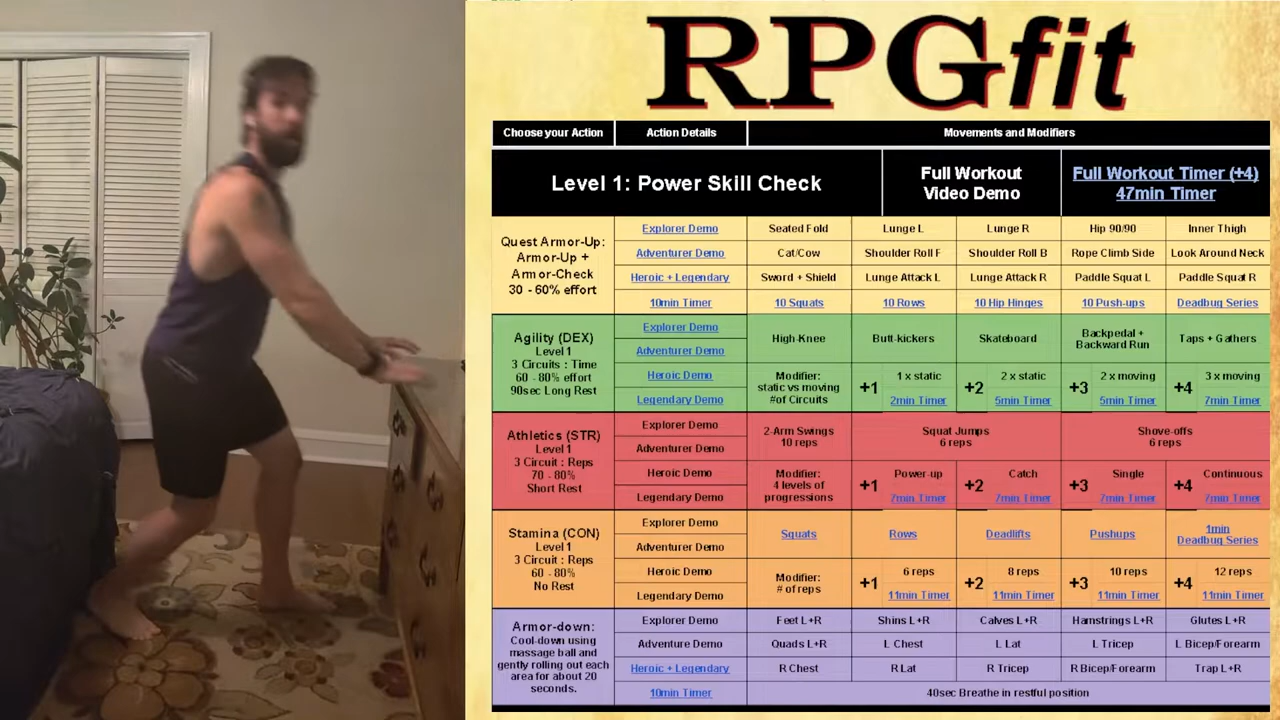 RPGfit
Choose your Action
Action Details
Movements and Modifiers
Level 1: Power Skill Check
Full Workout
Video Demo
Full Workout Timer (+4)
47min Timer
Quest Armor-Up:
Armor-Up +
Armor-Check
30 - 60% effort
Explorer Demo
Seated Fold
Lunge L
Lunge R
Hip 90/90
Inner Thigh
Adventurer Demo
Cat/Cow
Shoulder Roll F
Shoulder Roll B
Rope Climb Side
Look Around Neck
Heroic + Legendary
Sword + Shield
Lunge Attack L
Lunge Attack R
Paddle Squat L
Paddle Squat R
10min Timer
10 Squats
10 Rows
10 Hip Hinges
10 Push-ups
Deadbug Series
Agility (DEX)
Level 1
3 Circuits : Time
60 - 80% effort
90sec Long Rest
Explorer Demo
Adventurer Demo
High-Knee
Butt-kickers
Skateboard
Backpedal +
Backward Run
Taps + Gathers
Heroic Demo
Legendary Demo
Modifier:
static vs moving
#of Circuits
+1
1 x static
2min Timer
+2
2 x static
5min Timer
+3
2 x moving
5min Timer
+4
3 x moving
7min Timer
Athletics (STR)
Level 1
3 Circuit : Reps
70 - 80%
Short Rest
Explorer Demo
Adventurer Demo
2-Arm Swings
10 reps
Squat Jumps
6 reps
Shove-offs
6 reps
Heroic Demo
Legendary Demo
Modifier:
4 levels of
progressions
+1
Power-up
7min Timer
+2
Catch
7min Timer
+3
Single
7min Timer
+4
Continuous
7min Timer
Stamina (CON)
Level 1
3 Circuit : Reps
60 - 80%
No Rest
Explorer Demo
Adventurer Demo
Squats
Rows
Deadlifts
Pushups
1min
Deadbug Series
Heroic Demo
Legendary Demo
Modifier:
# of reps
+1
6 reps
11min Timer
+2
8 reps
11min Timer
+3
10 reps
11min Timer
+4
12 reps
11min Timer
Armor-down:
Cool-down using
massage ball and
gently rolling out each
area for about 20
seconds.
Explorer Demo
Feet L+R
Shins L+R
Calves L+R
Hamstrings L+R
Glutes L+R
Adventure Demo
Quads L+R
L Chest
L Lat
L Tricep
L Bicep/Forearm
Heroic + Legendary
R Chest
R Lat
R Tricep
R Bicep/Forearm
Trap L+R
10min Timer
40sec Breathe in restful position